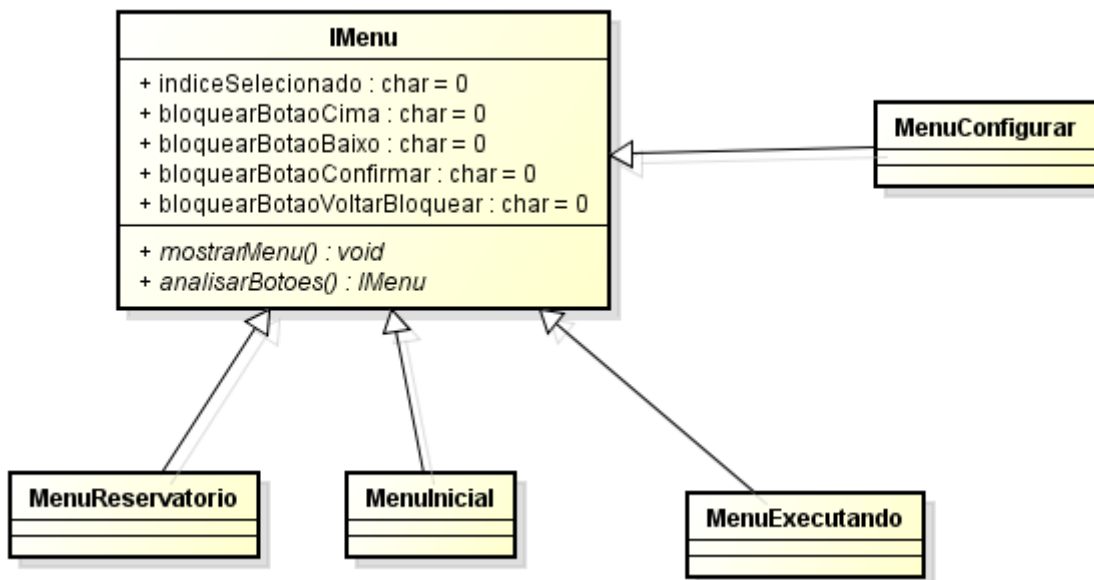 IMenu
+ indiceSelecionado : char = 0
+ bloquearBotaoCima : char = 0
+ bloquearBotaoBaixo : char = 0
+ bloquearBotaoConfirmar : char = 0
+ bloquearBotaoVoltarBloquear : char = 0
+ mostrarMenu() : void
+ analisarBotoes() : IMenu
MenuConfigurar
MenuReservatorio
MenuInicial
MenuExecutando